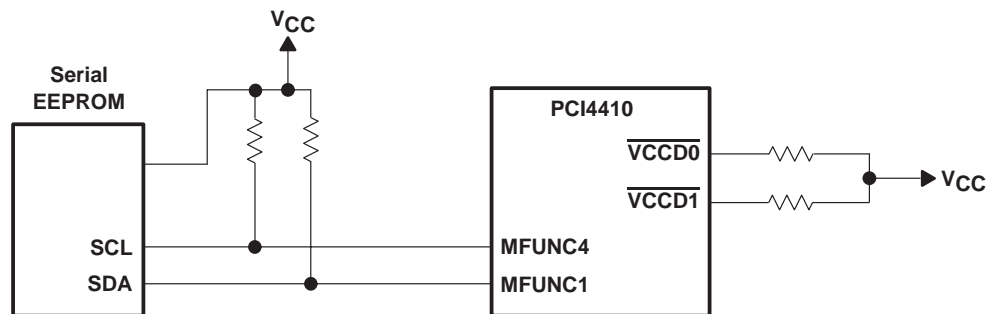 VCC
Serial
EEPROM
PCI4410
VCCD0
VCCD1
VCC
SCL
MFUNC4
SDA
MFUNC1